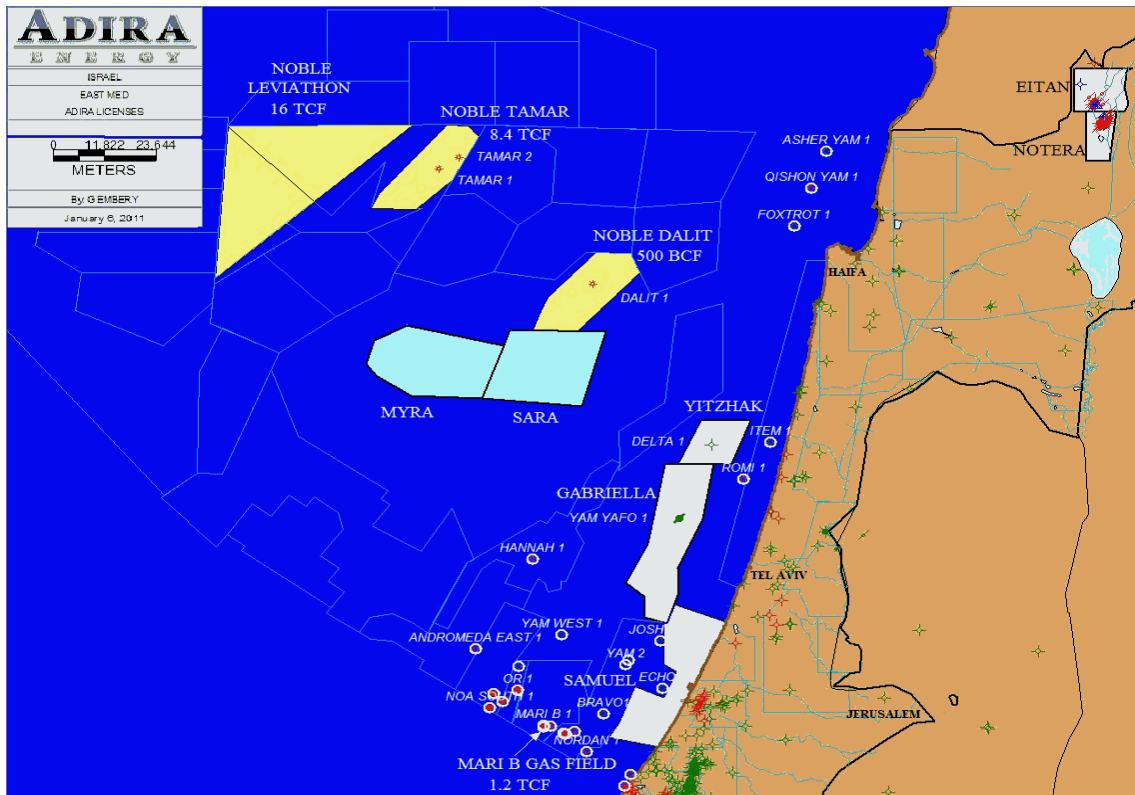 ADIRA
ENERGY
ISRAEL
EAST MED
ADIRA LICENSES
0 11,822 23,644
METERS
By: G EMBERY
January 6, 2011
NOBLE
LEVIATHON
16 TCF
NOBLE TAMAR
8.4 TCF
TAMAR 2
TAMAR 1
ASHER YAM 1
QISHON YAM 1
FOXTROT 1
EITAN
NOTERA
NOBLE DALIT
500 BCF
DALIT 1
HAIFA
MYRA
SARA
YITZHAK
DELTA 1
ITEM 1
ROMI 1
GABRIELLA
YAM YAFO 1
HANNAH 1
TEL AVIV
YAM WEST 1
ANDROMEDA EAST 1
JOSH
YAM 2
OR 1
SAMUEL
ECHO
NOA SOUTH 1
BRAVO1
MARI B 1
JERUSALEM
NORDAN 1
MARI B GAS FIELD
1.2 TCF